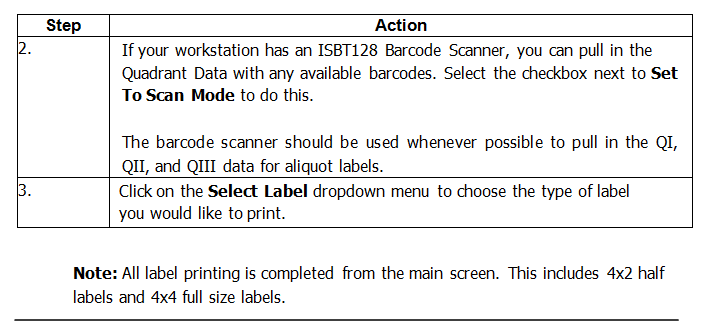 Step Action
2. If your workstation has an ISBT128 Barcode Scanner, you can pull in the
Quadrant Data with any available barcodes. Select the checkbox next to Set
To Scan Mode to do this.
The barcode scanner should be used whenever possible to pull in the QI,
QII, and QIII data for aliquot labels.
3. Click on the Select Label dropdown menu to choose the type of label
you would like to print.
Note: All label printing is completed from the main screen. This includes 4x2 half
labels and 4x4 full size labels.